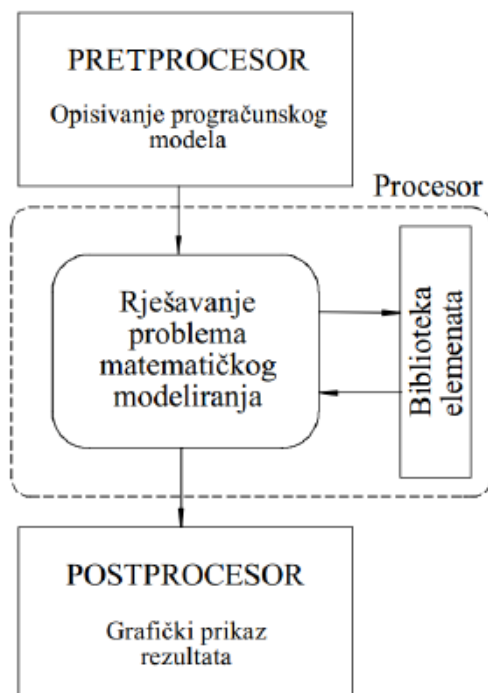 PRETPROCESOR
Opisivanje progračunskog
modela
Procesor
Rješavanje
problema
matematičkog
modeliranja
Biblioteka
elemenata
POSTPROCESOR
Grafički prikaz
rezultata